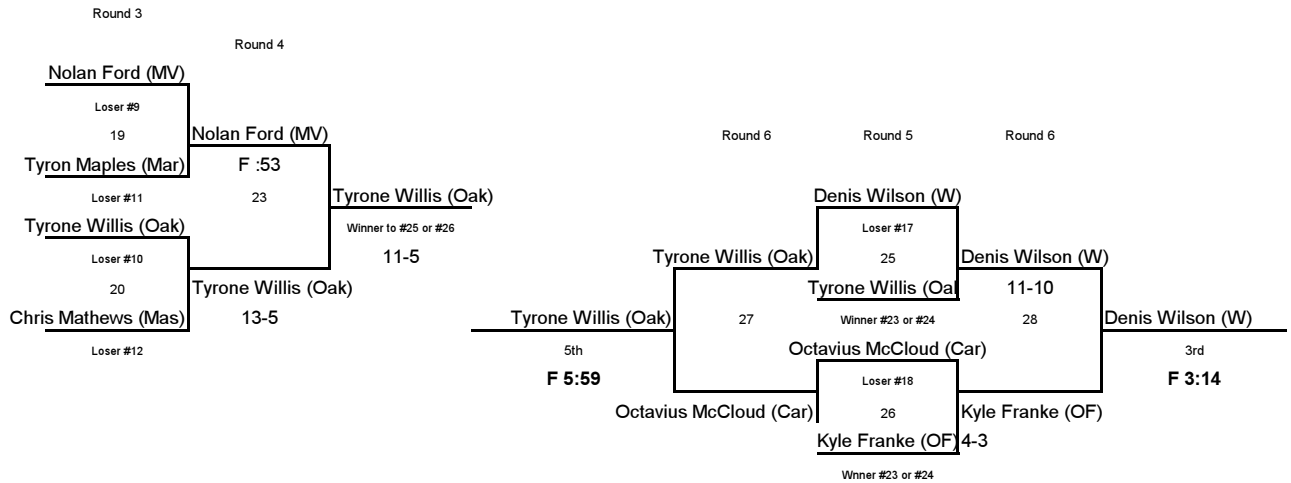 Round 3
Round 4
Nolan Ford (MV)
Loser #9
19
Nolan Ford (MV)
Tyron Maples (Mar)
F :53
Loser #11
23
Tyrone Willis (Oak)
Tyrone Willis (Oak)
Winner to #25 or #26
Loser #10
11-5
20
Tyrone Willis (Oak)
Chris Mathews (Mas)
13-5
Loser #12
Round 6
Round 5
Round 6
Denis Wilson (W)
Loser #17
Tyrone Willis (Oak)
25
Denis Wilson (W)
Tyrone Willis (Oal
11-10
Tyrone Willis (Oak)
27
Winner #23 or #24
28
Denis Wilson (W)
5th
Octavius McCloud (Car)
3rd
F 5:59
Loser #18
F 3:14
Octavius McCloud (Car)
26
Kyle Franke (OF)
Kyle Franke (OF)
4-3
Wnner #23 or #24